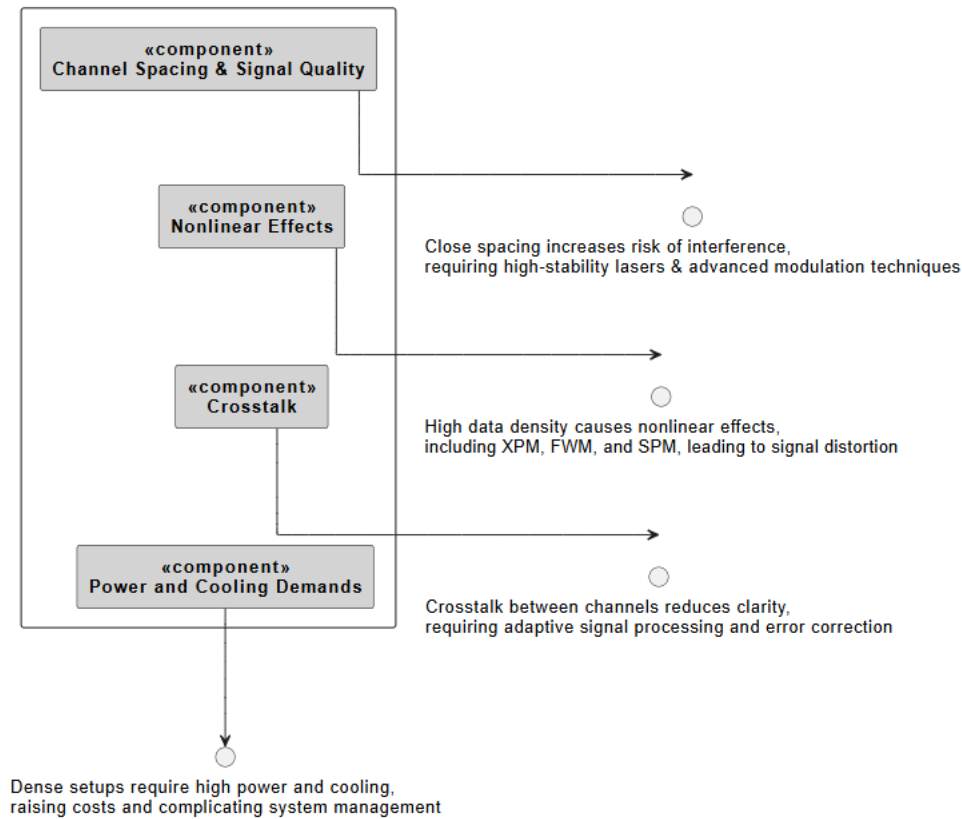 «component»
Channel Spacing & Signal Quality
«component»
Nonlinear Effects
Close spacing increases risk of interference,
requiring high-stability lasers & advanced modulation techniques
«component»
Crosstalk
High data density causes nonlinear effects,
including XPM, FWM, and SPM, leading to signal distortion
«component»
Power and Cooling Demands
Crosstalk between channels reduces clarity,
requiring adaptive signal processing and error correction
Dense setups require high power and cooling,
raising costs and complicating system management